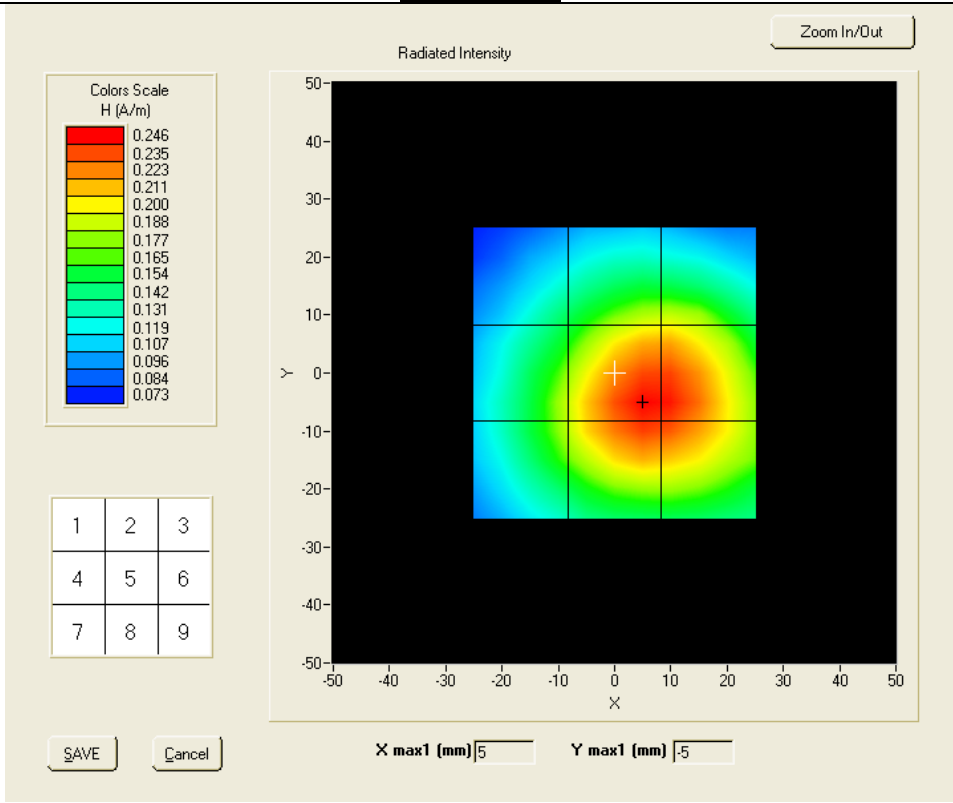 Zoom In/Out
Radiated Intensity
Colors Scale
H (A/m)
0.246
0.235
0.223
0.211
0.200
0.188
0.177
0.165
0.154
0.142
0.131
0.119
0.107
0.096
0.084
0.073
50
40
30
20
10
0
-10
-20
-30
-40
-50
Y
-50 -40 -30 -20 -10 0 10 20 30 40 50
X
1 2 3
4 5 6
7 8 9
SAVE Cancel
X max1 (mm) 5 Y max1 (mm) -5